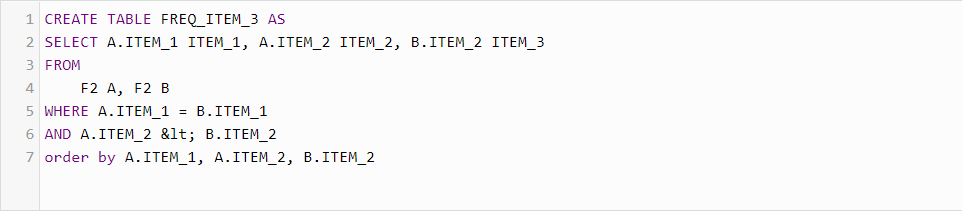 1 CREATE TABLE FREQ_ITEM_3 AS
2 SELECT A.ITEM_1 ITEM_1, A.ITEM_2 ITEM_2, B.ITEM_2 ITEM_3
3 FROM
4     F2 A, F2 B
5 WHERE A.ITEM_1 = B.ITEM_1
6 AND A.ITEM_2 &lt; B.ITEM_2
7 order by A.ITEM_1, A.ITEM_2, B.ITEM_2